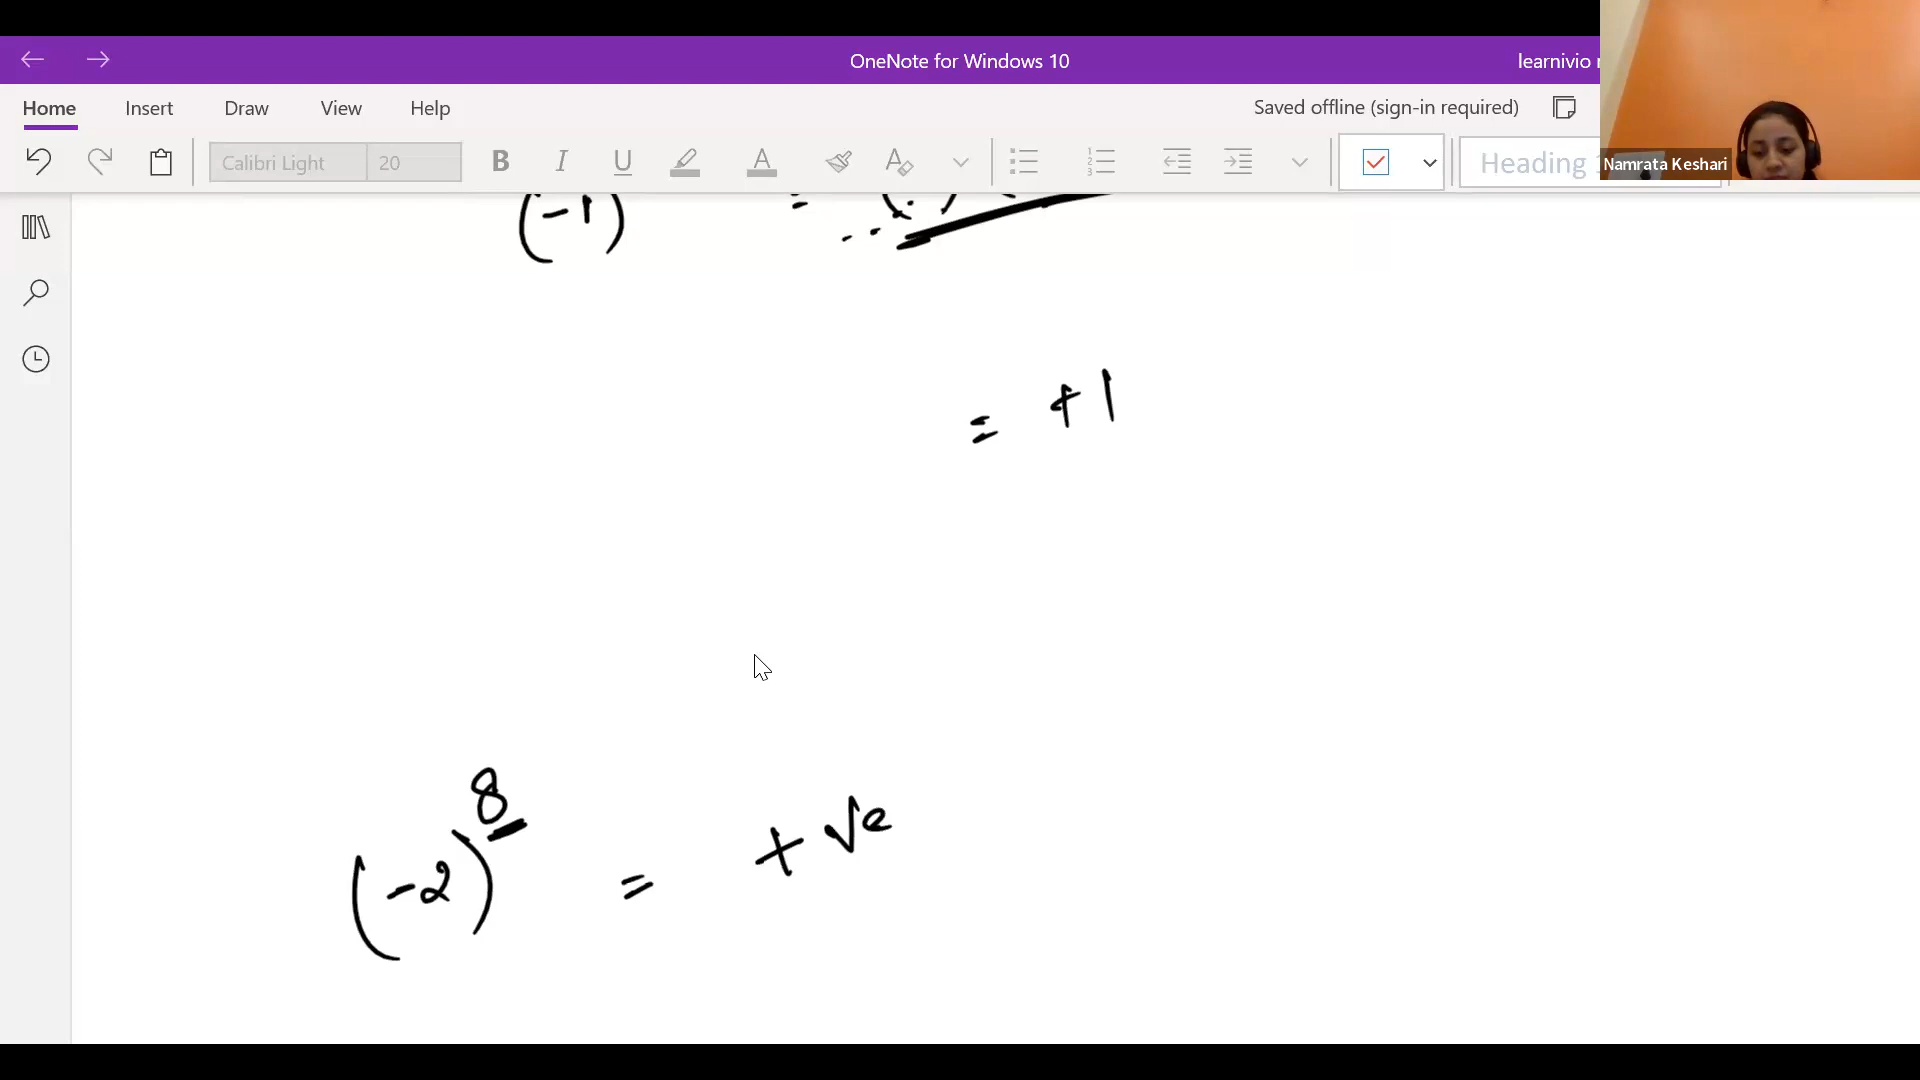 OneNote for Windows 10
learnivio
Home Insert Draw View Help
Saved offline (sign-in required)
Calibri Light 20 B I U A A
Heading
Namrata Keshari
(-1) =
= +1
(-2)^8 = +ve